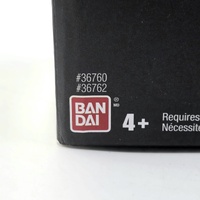 #36760
#36762
BAN
DAI
®
4+
Requires
Nécessite